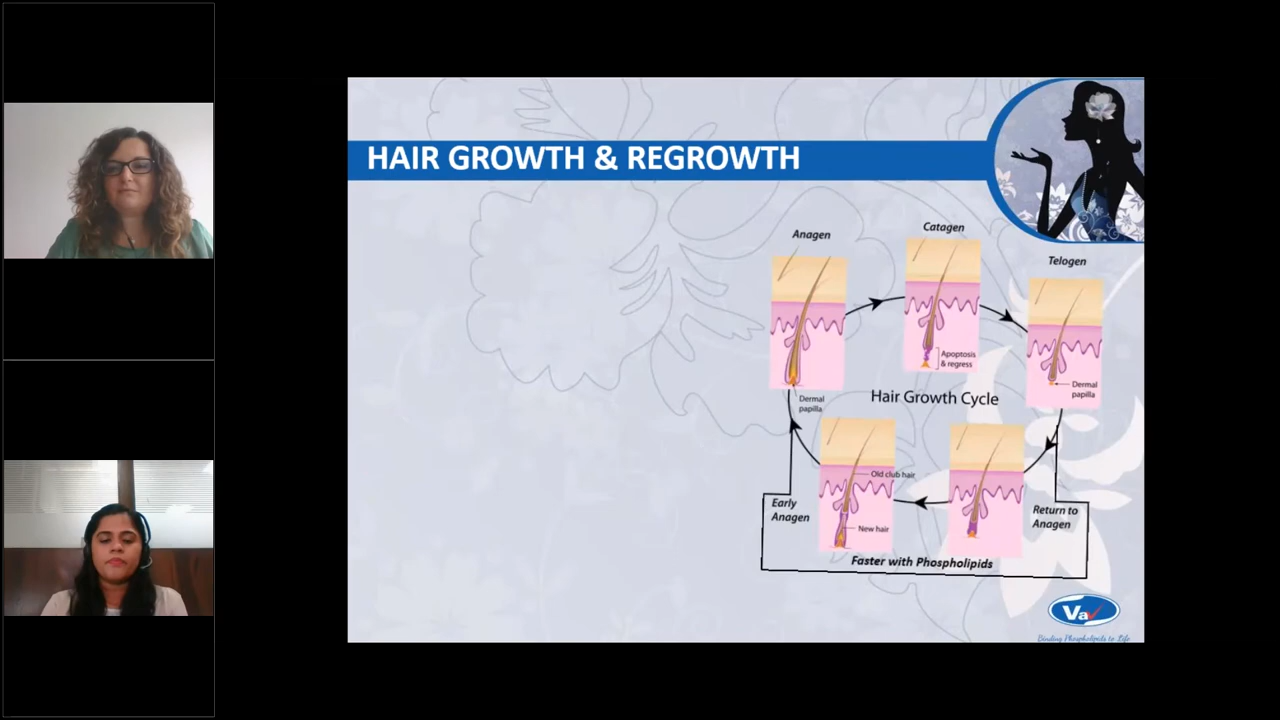 HAIR GROWTH & REGROWTH
Anagen
Catagen
Telogen
Apoptosis
& regress
Dermal
papilla
Dermal
papilla
Hair Growth Cycle
Old club hair
New hair
Early
Anagen
Return to
Anagen
Faster with Phospholipids
Vav
Binding Phospholipids to Life